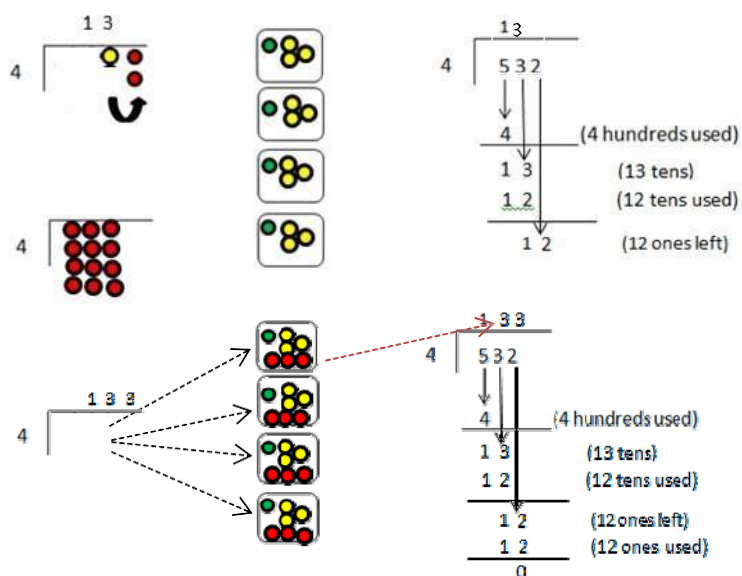 1 3
4
4
1 3
4
5 3 2
4 (4 hundreds used)
1 3 (13 tens)
1 2 (12 tens used)
1 2 (12 ones left)
1 3 3
4
1 3 3
4
5 3 2
4 (4 hundreds used)
1 3 (13 tens)
1 2 (12 tens used)
1 2 (12 ones left)
1 2 (12 ones used)
0